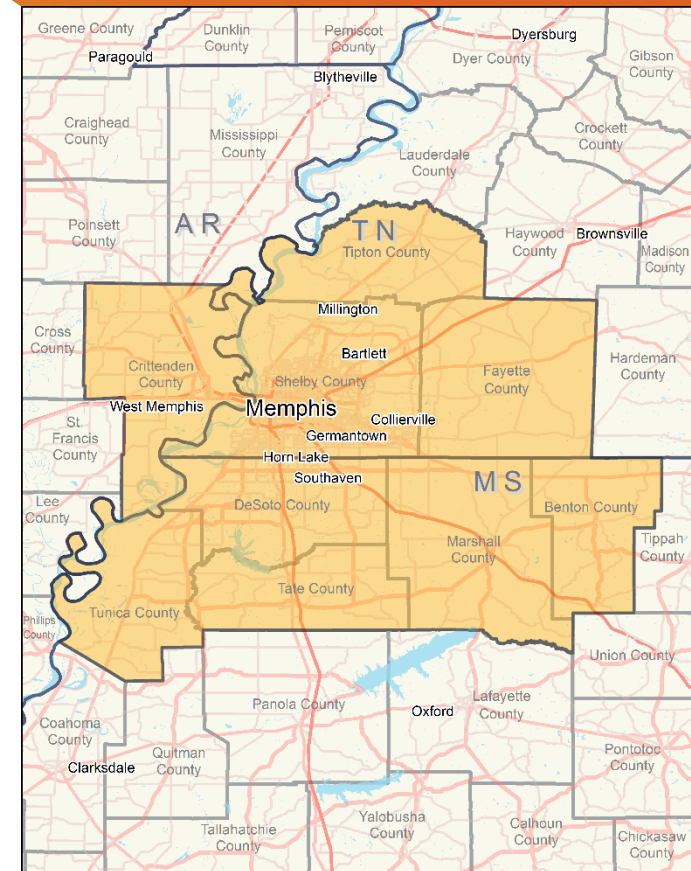 Greene County
Dunklin
County
Pemiscot
County
Dyersburg
Paragould
Dyer County
Gibson
County
Blytheville
Craighead
County
Mississippi
County
Crockett
County
Lauderdale
County
Poinsett
County
AR
TN
Tipton County
Haywood
County
Brownsville
Madison
County
Millington
Cross
County
Bartlett
Crittenden
County
Shelby County
Fayette
County
Hardeman
County
West Memphis
Memphis
Collierville
St.
Francis
County
Germantown
Horn Lake
Southaven
MS
Lee
County
DeSoto County
Benton County
Marshall
County
Tippah
County
Tate County
Tunica County
Phillips
County
Union County
Panola County
Lafayette
County
Oxford
Coahoma
County
Quitman
County
Pontotoc
County
Clarksdale
Tallahatchie
County
Yalobusha
County
Calhoun
County
Chickasaw
County